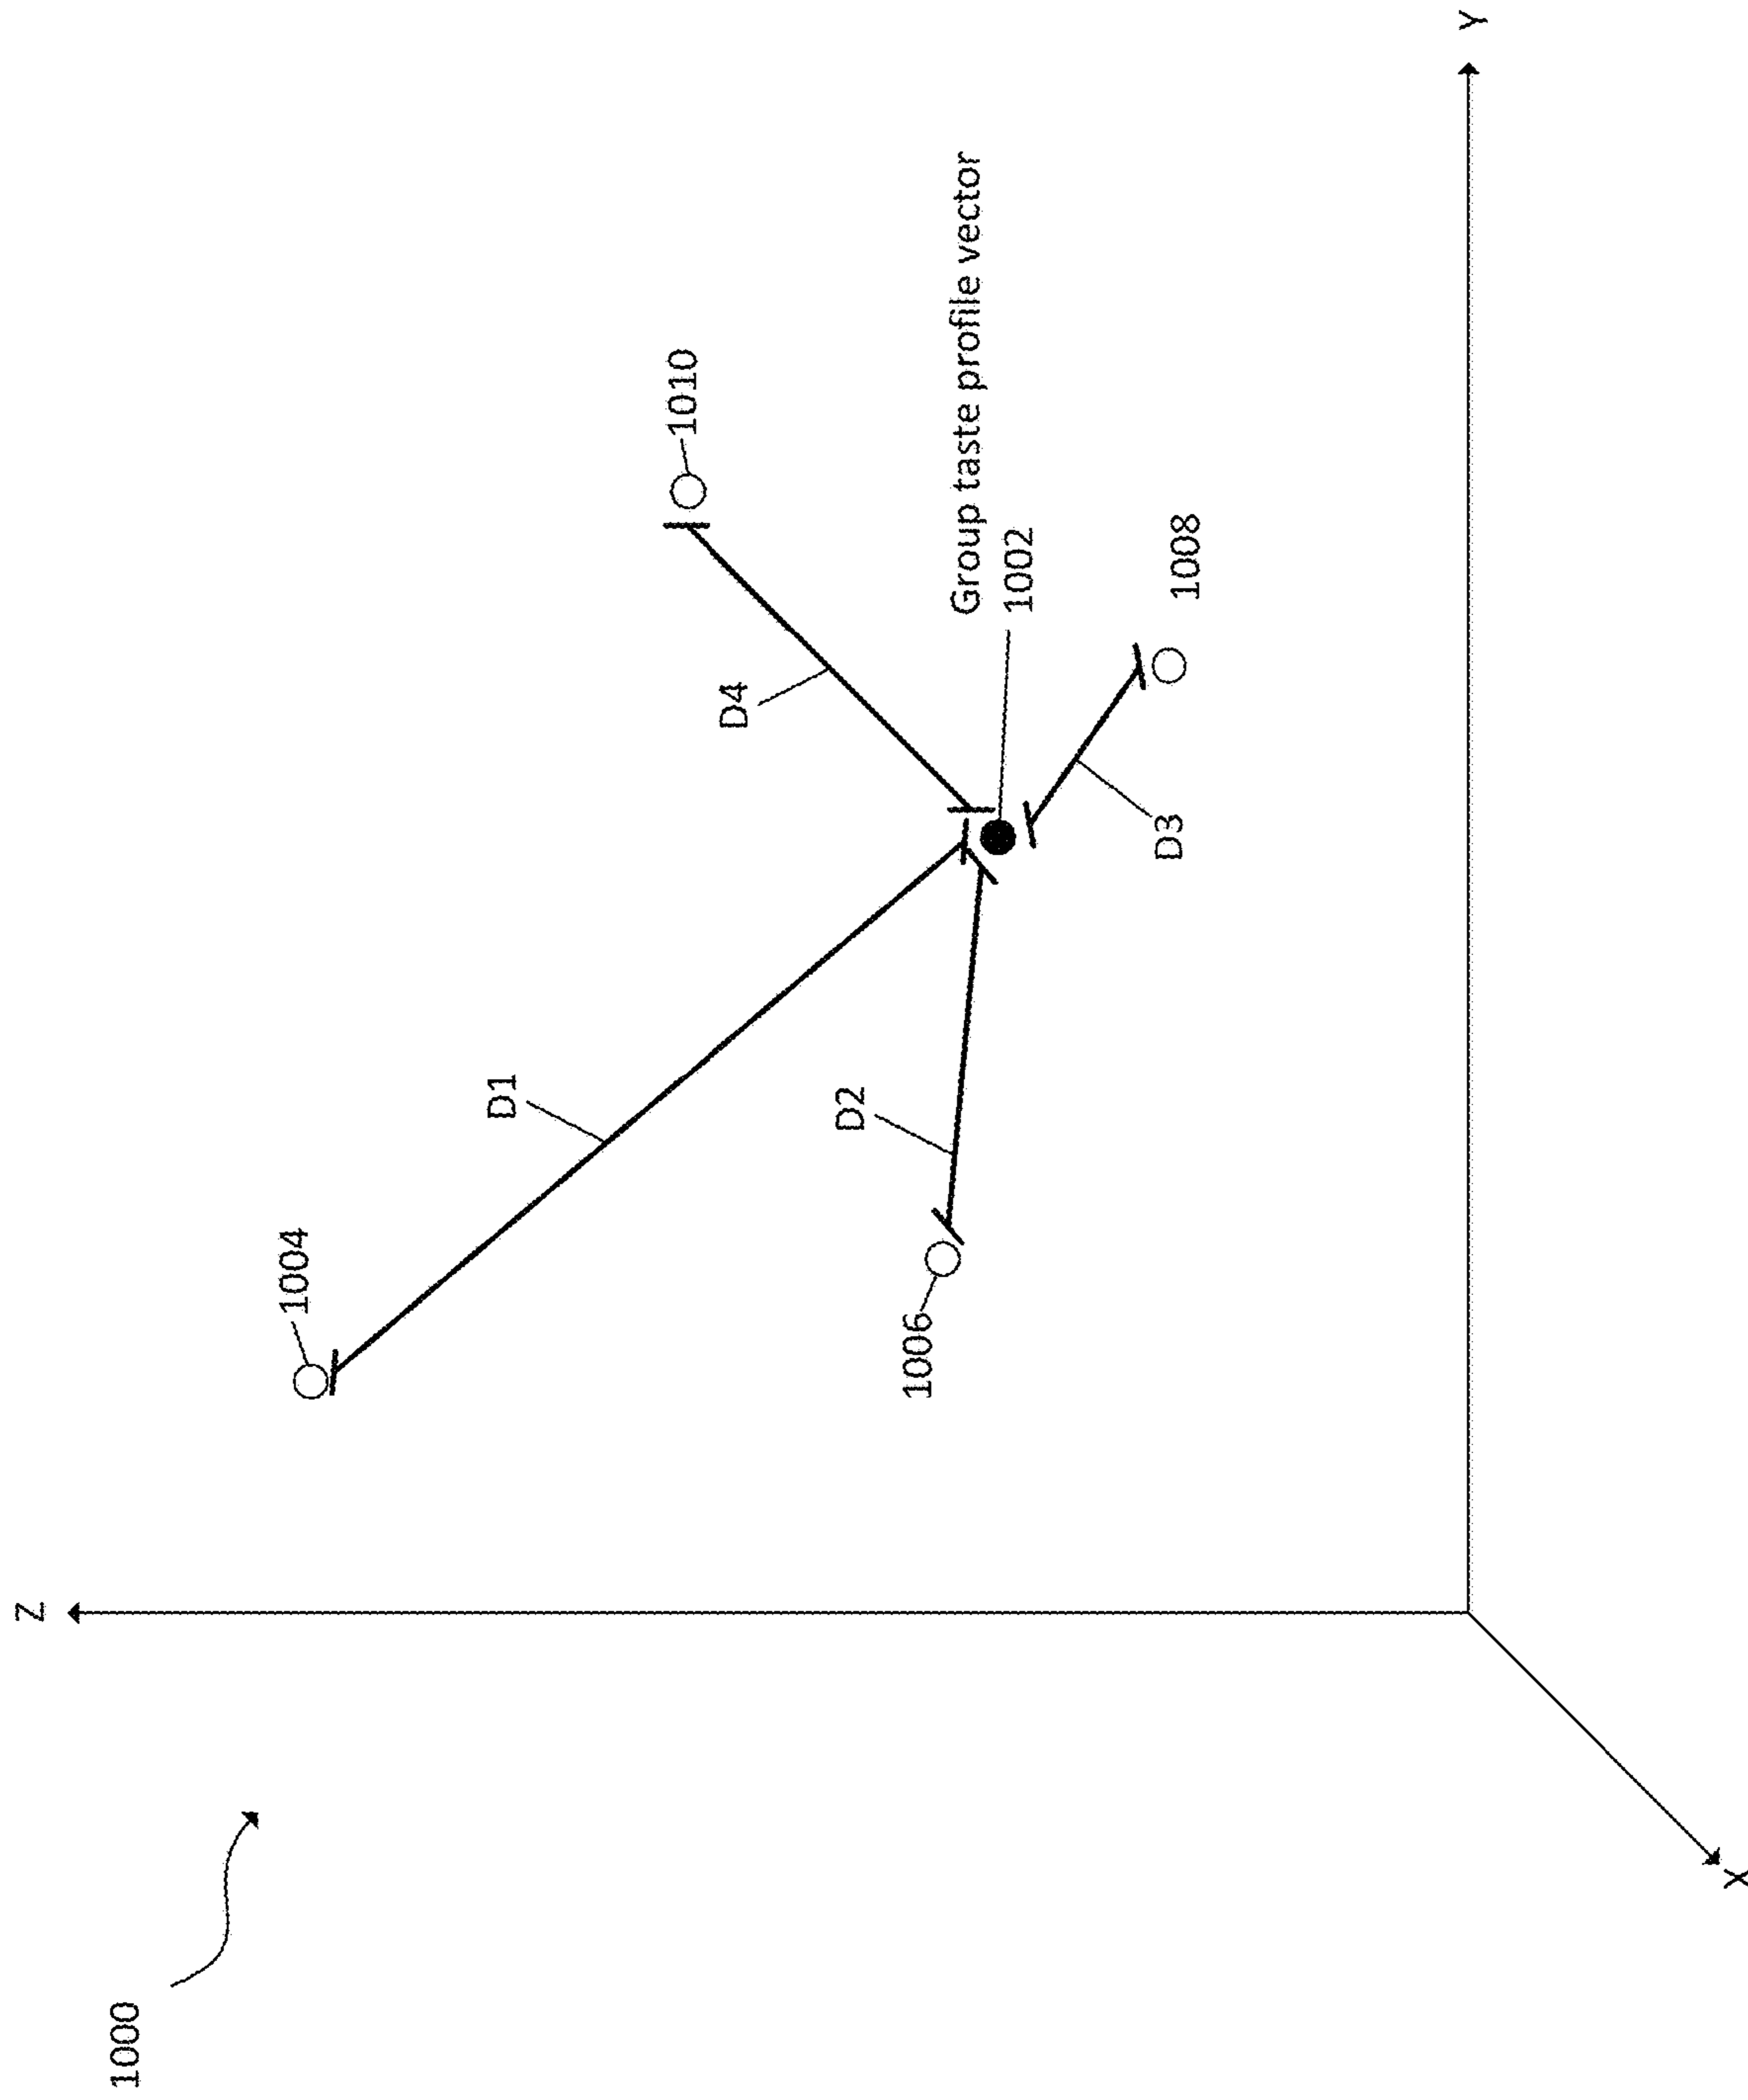 1000
Z
1004
D1
D4
1010
1006
D2
Group taste profile vector
1002
D3
1008
X
Y